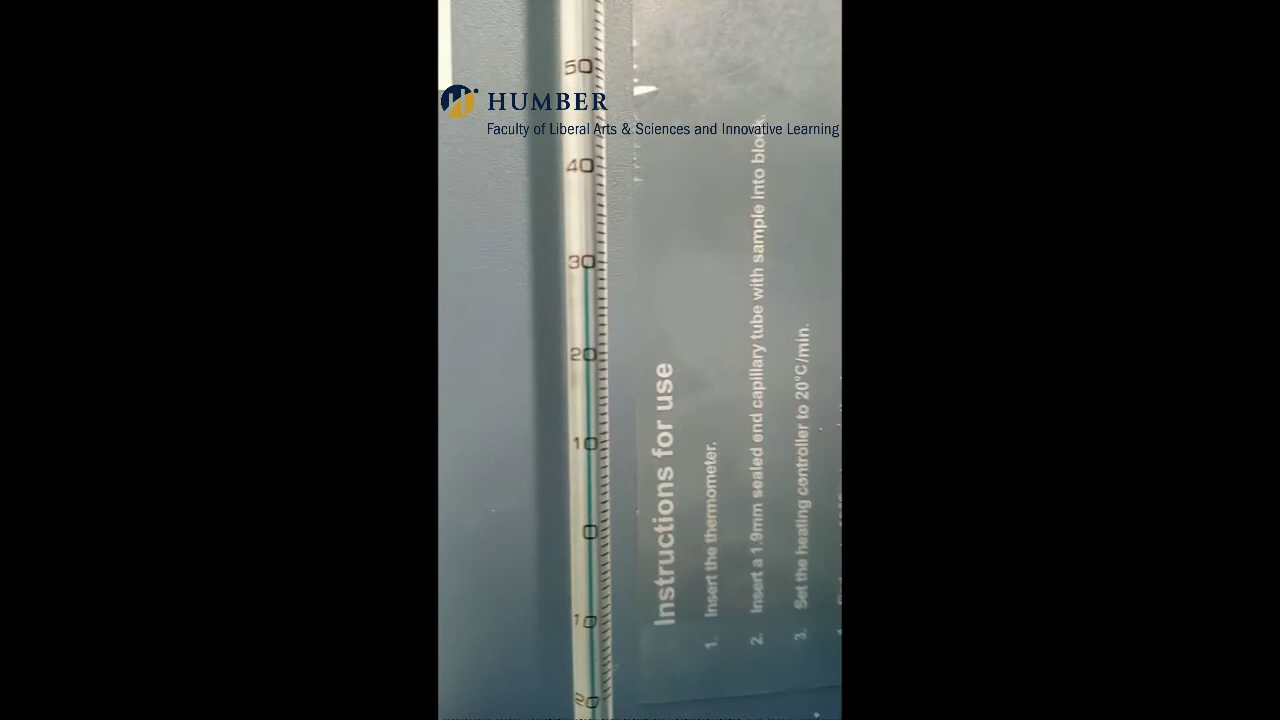 HUMBER
Faculty of Liberal Arts & Sciences and Innovative Learning
50
40
30
20
10
0
10
20
Instructions for use
1. Insert the thermometer.
2. Insert a 1.9mm sealed end capillary tube with sample into block.
3. Set the heating controller to 20°C/min.